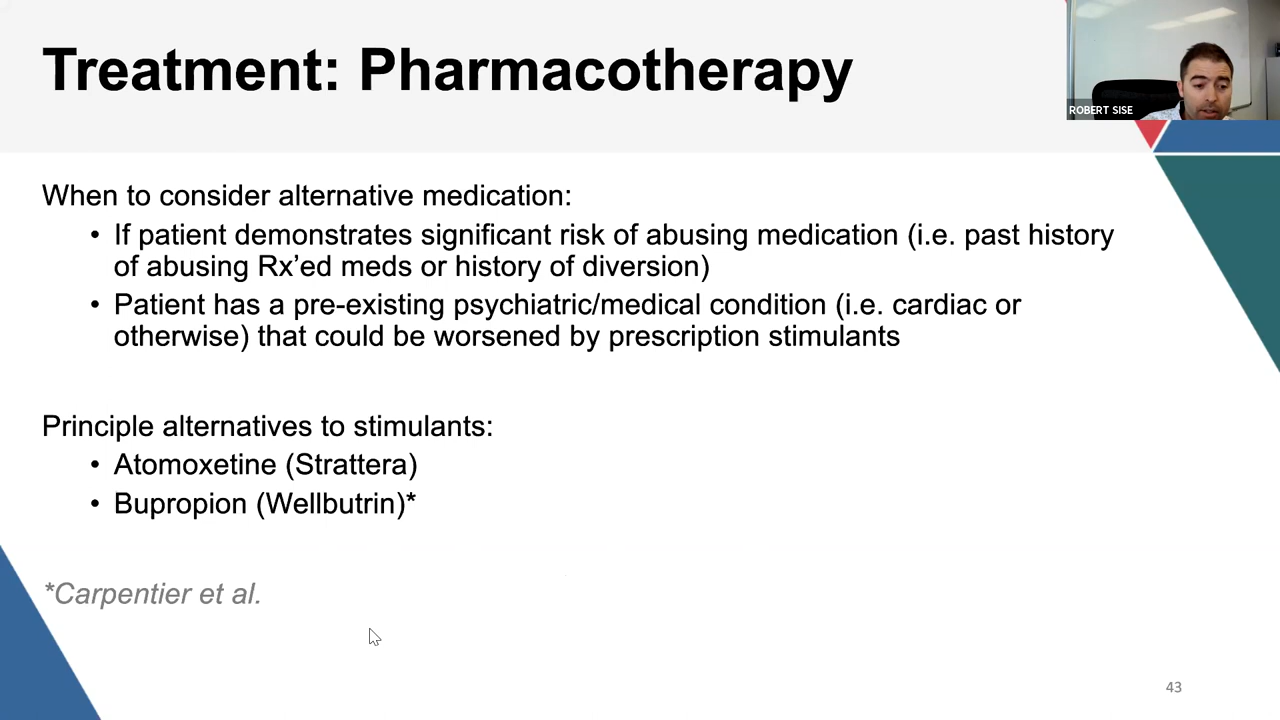 Treatment: Pharmacotherapy
ROBERT SISE
When to consider alternative medication:
• If patient demonstrates significant risk of abusing medication (i.e. past history
of abusing Rx’ed meds or history of diversion)
• Patient has a pre-existing psychiatric/medical condition (i.e. cardiac or
otherwise) that could be worsened by prescription stimulants
Principle alternatives to stimulants:
• Atomoxetine (Strattera)
• Bupropion (Wellbutrin)*
*Carpentier et al.
43